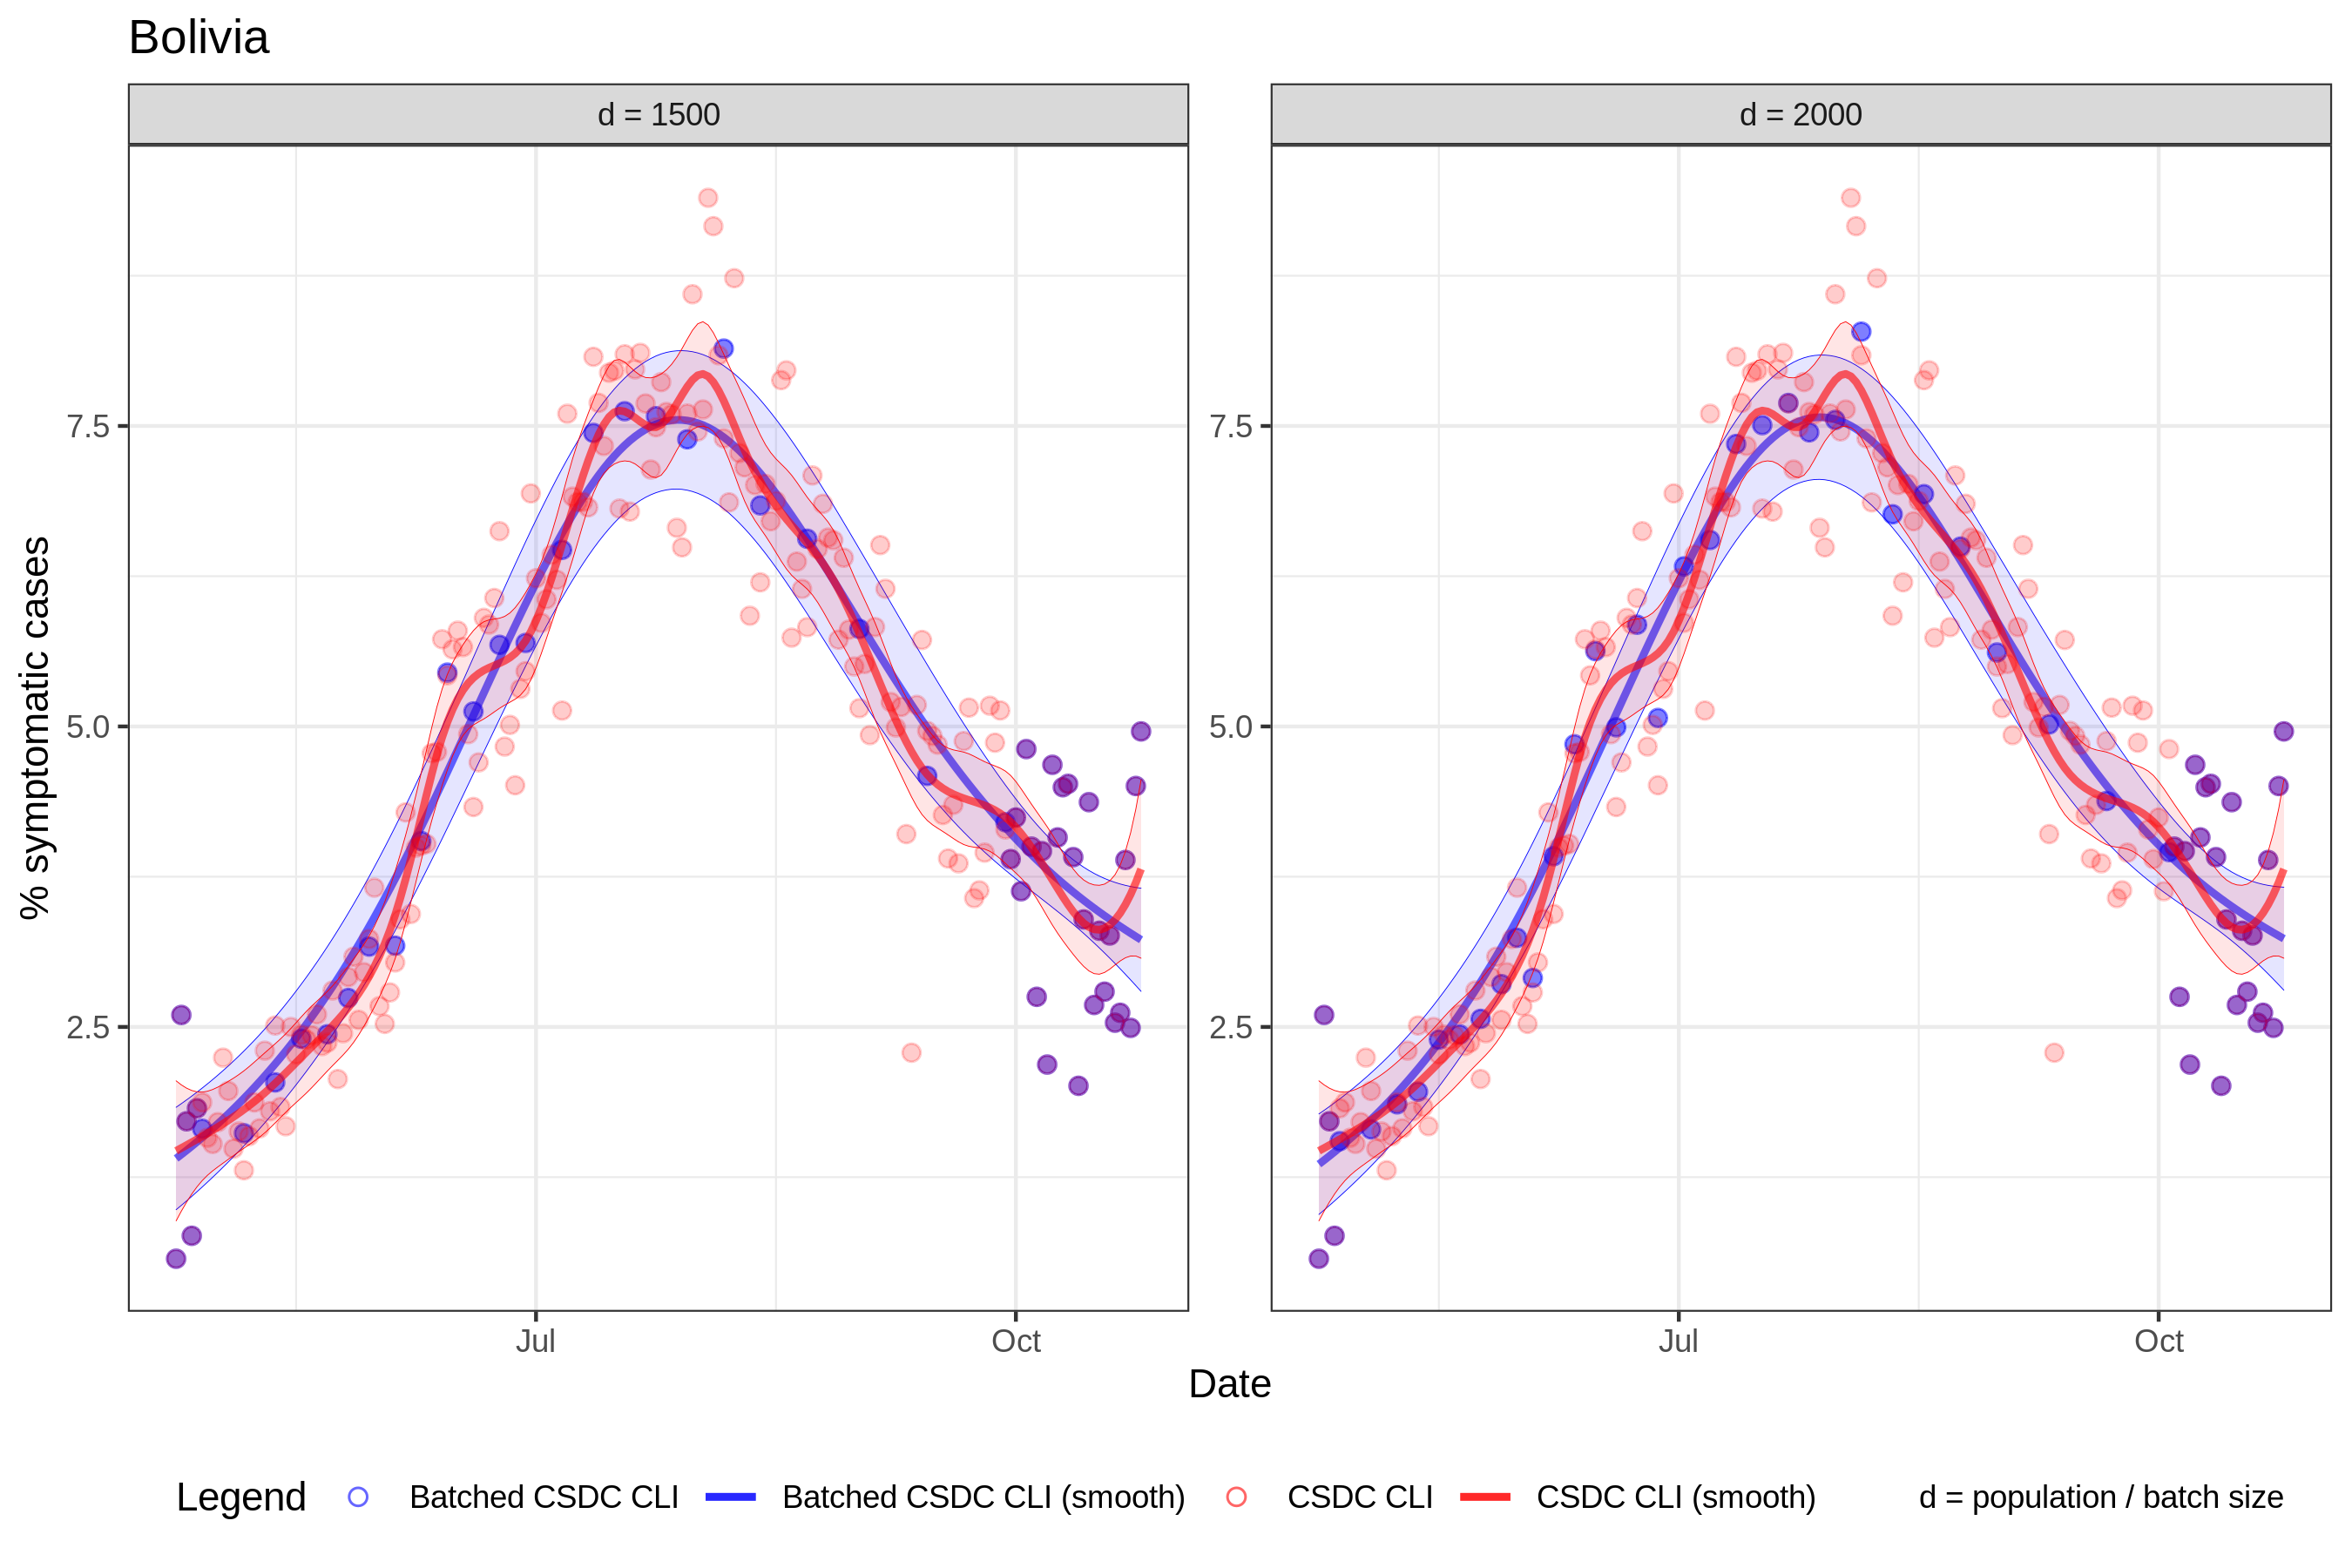 Bolivia
d = 1500
d = 2000
% symptomatic cases
7.5
5.0
2.5
7.5
5.0
2.5
Jul
Oct
Jul
Oct
Date
Legend
Batched CSDC CLI
Batched CSDC CLI (smooth)
CSDC CLI
CSDC CLI (smooth)
d = population / batch size